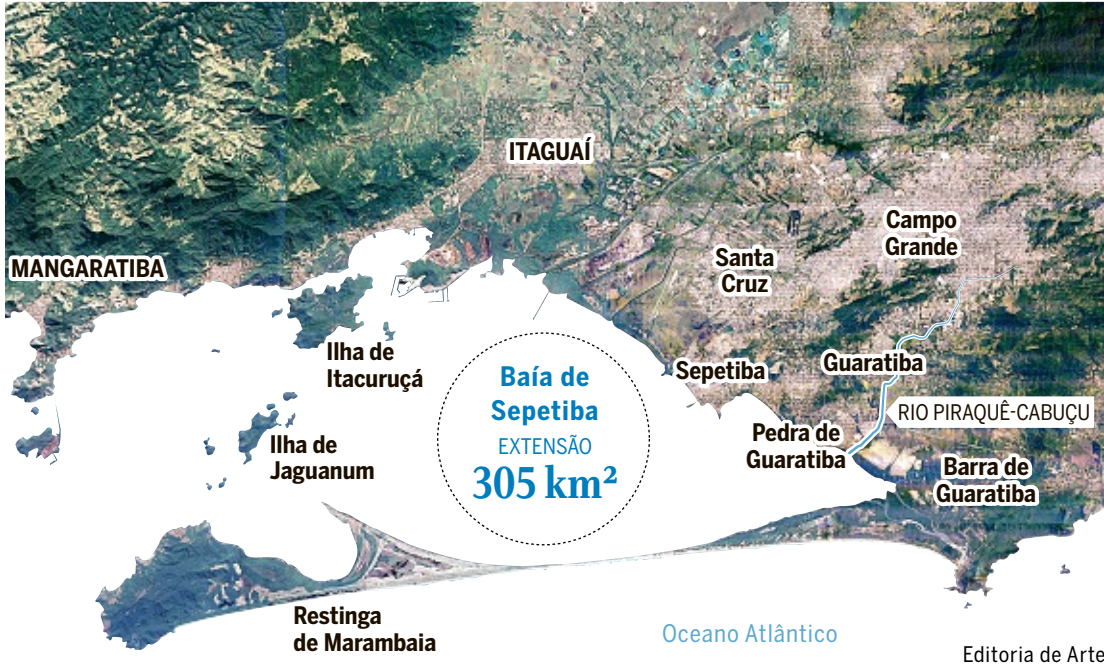 ITAGUAÍ
Campo
Grande
Santa
Cruz
MANGARATIBA
Ilha de
Itacuruçá
Baía de
Sepetiba
EXTENSÃO
305 km²
Sepetiba
Guaratiba
RIO PIRAQUÊ-CABUÇU
Pedra de
Guaratiba
Ilha de
Jaguanum
Barra de
Guaratiba
Restinga
de Marambaia
Oceano Atlântico
Editoria de Arte